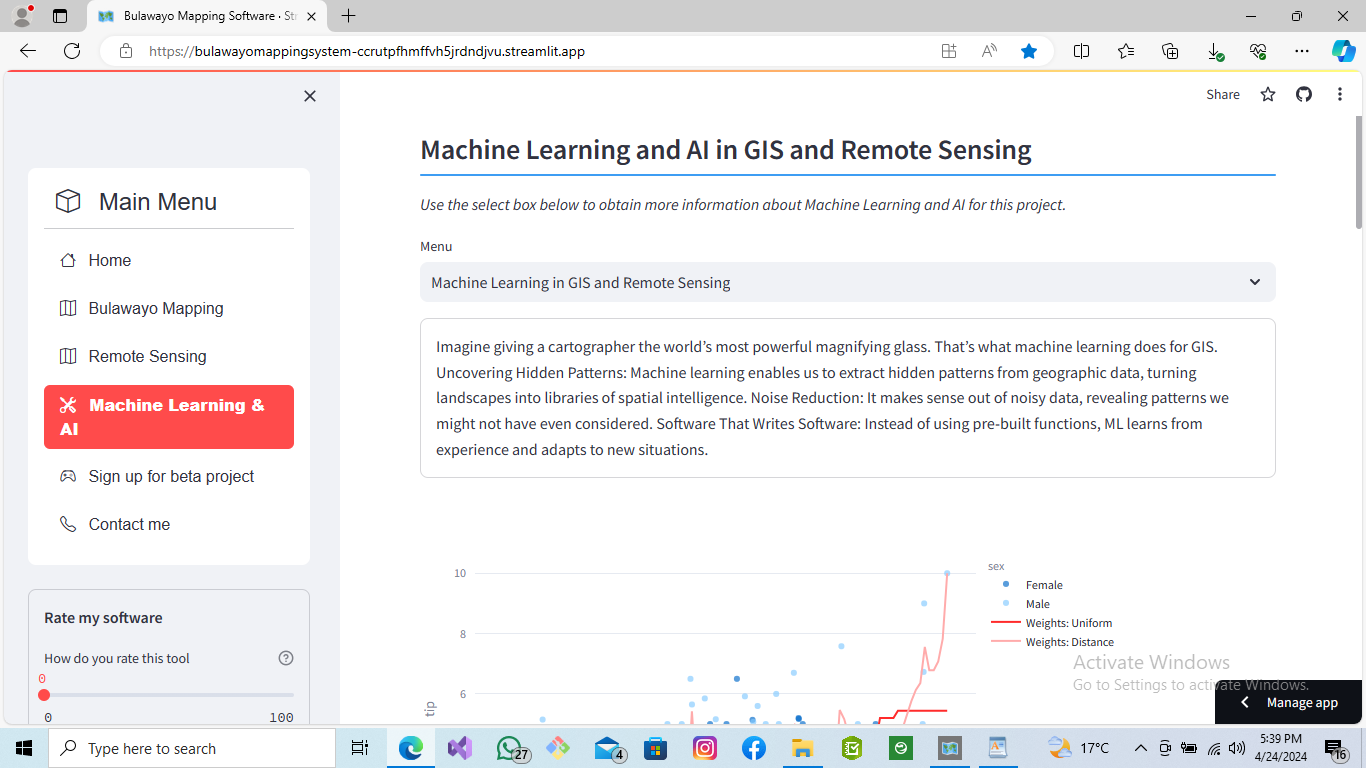 Bulawayo Mapping Software · Str
https://bulawayomappingsystem-ccrutpfhmffvh5jrdndjvu.streamlit.app
Share
Main Menu
Home
Bulawayo Mapping
Remote Sensing
Machine Learning &
AI
Sign up for beta project
Contact me
Rate my software
How do you rate this tool
0
0
100
Machine Learning and AI in GIS and Remote Sensing
Use the select box below to obtain more information about Machine Learning and AI for this project.
Menu
Machine Learning in GIS and Remote Sensing
Imagine giving a cartographer the world’s most powerful magnifying glass. That’s what machine learning does for GIS.
Uncovering Hidden Patterns: Machine learning enables us to extract hidden patterns from geographic data, turning
landscapes into libraries of spatial intelligence. Noise Reduction: It makes sense out of noisy data, revealing patterns we
might not have even considered. Software That Writes Software: Instead of using pre-built functions, ML learns from
experience and adapts to new situations.
10
8
6
tip
sex
Female
Male
Weights: Uniform
Weights: Distance
Activate Windows
Go to Settings to activate Windows.
Manage app
Type here to search
27
4
17°C
5:39 PM
4/24/2024
16